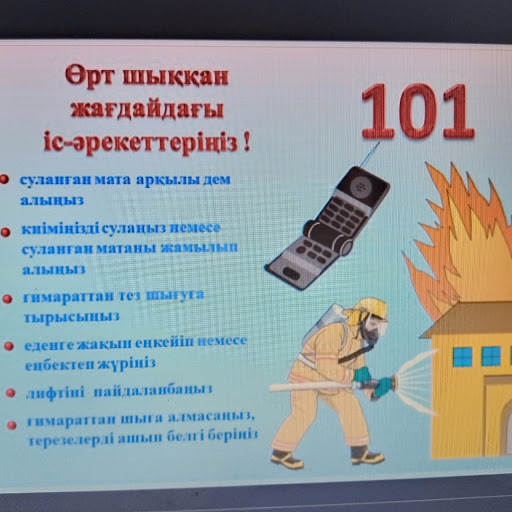 Өрт шыққан
жағдайдағы
іс-әрекеттеріңіз !
101
суланған мата арқылы дем
алыңыз
киіміңізді сулаңыз немесе
суланған матаны жамылып
алыңыз
ғимараттан тез шығуға
тырысыңыз
еденге жақын еңкейіп немесе
еңбектеп жүріңіз
лифтіні пайдаланбаңыз
ғимараттан шыға алмасаңыз,
терезелерді ашып белгі беріңіз